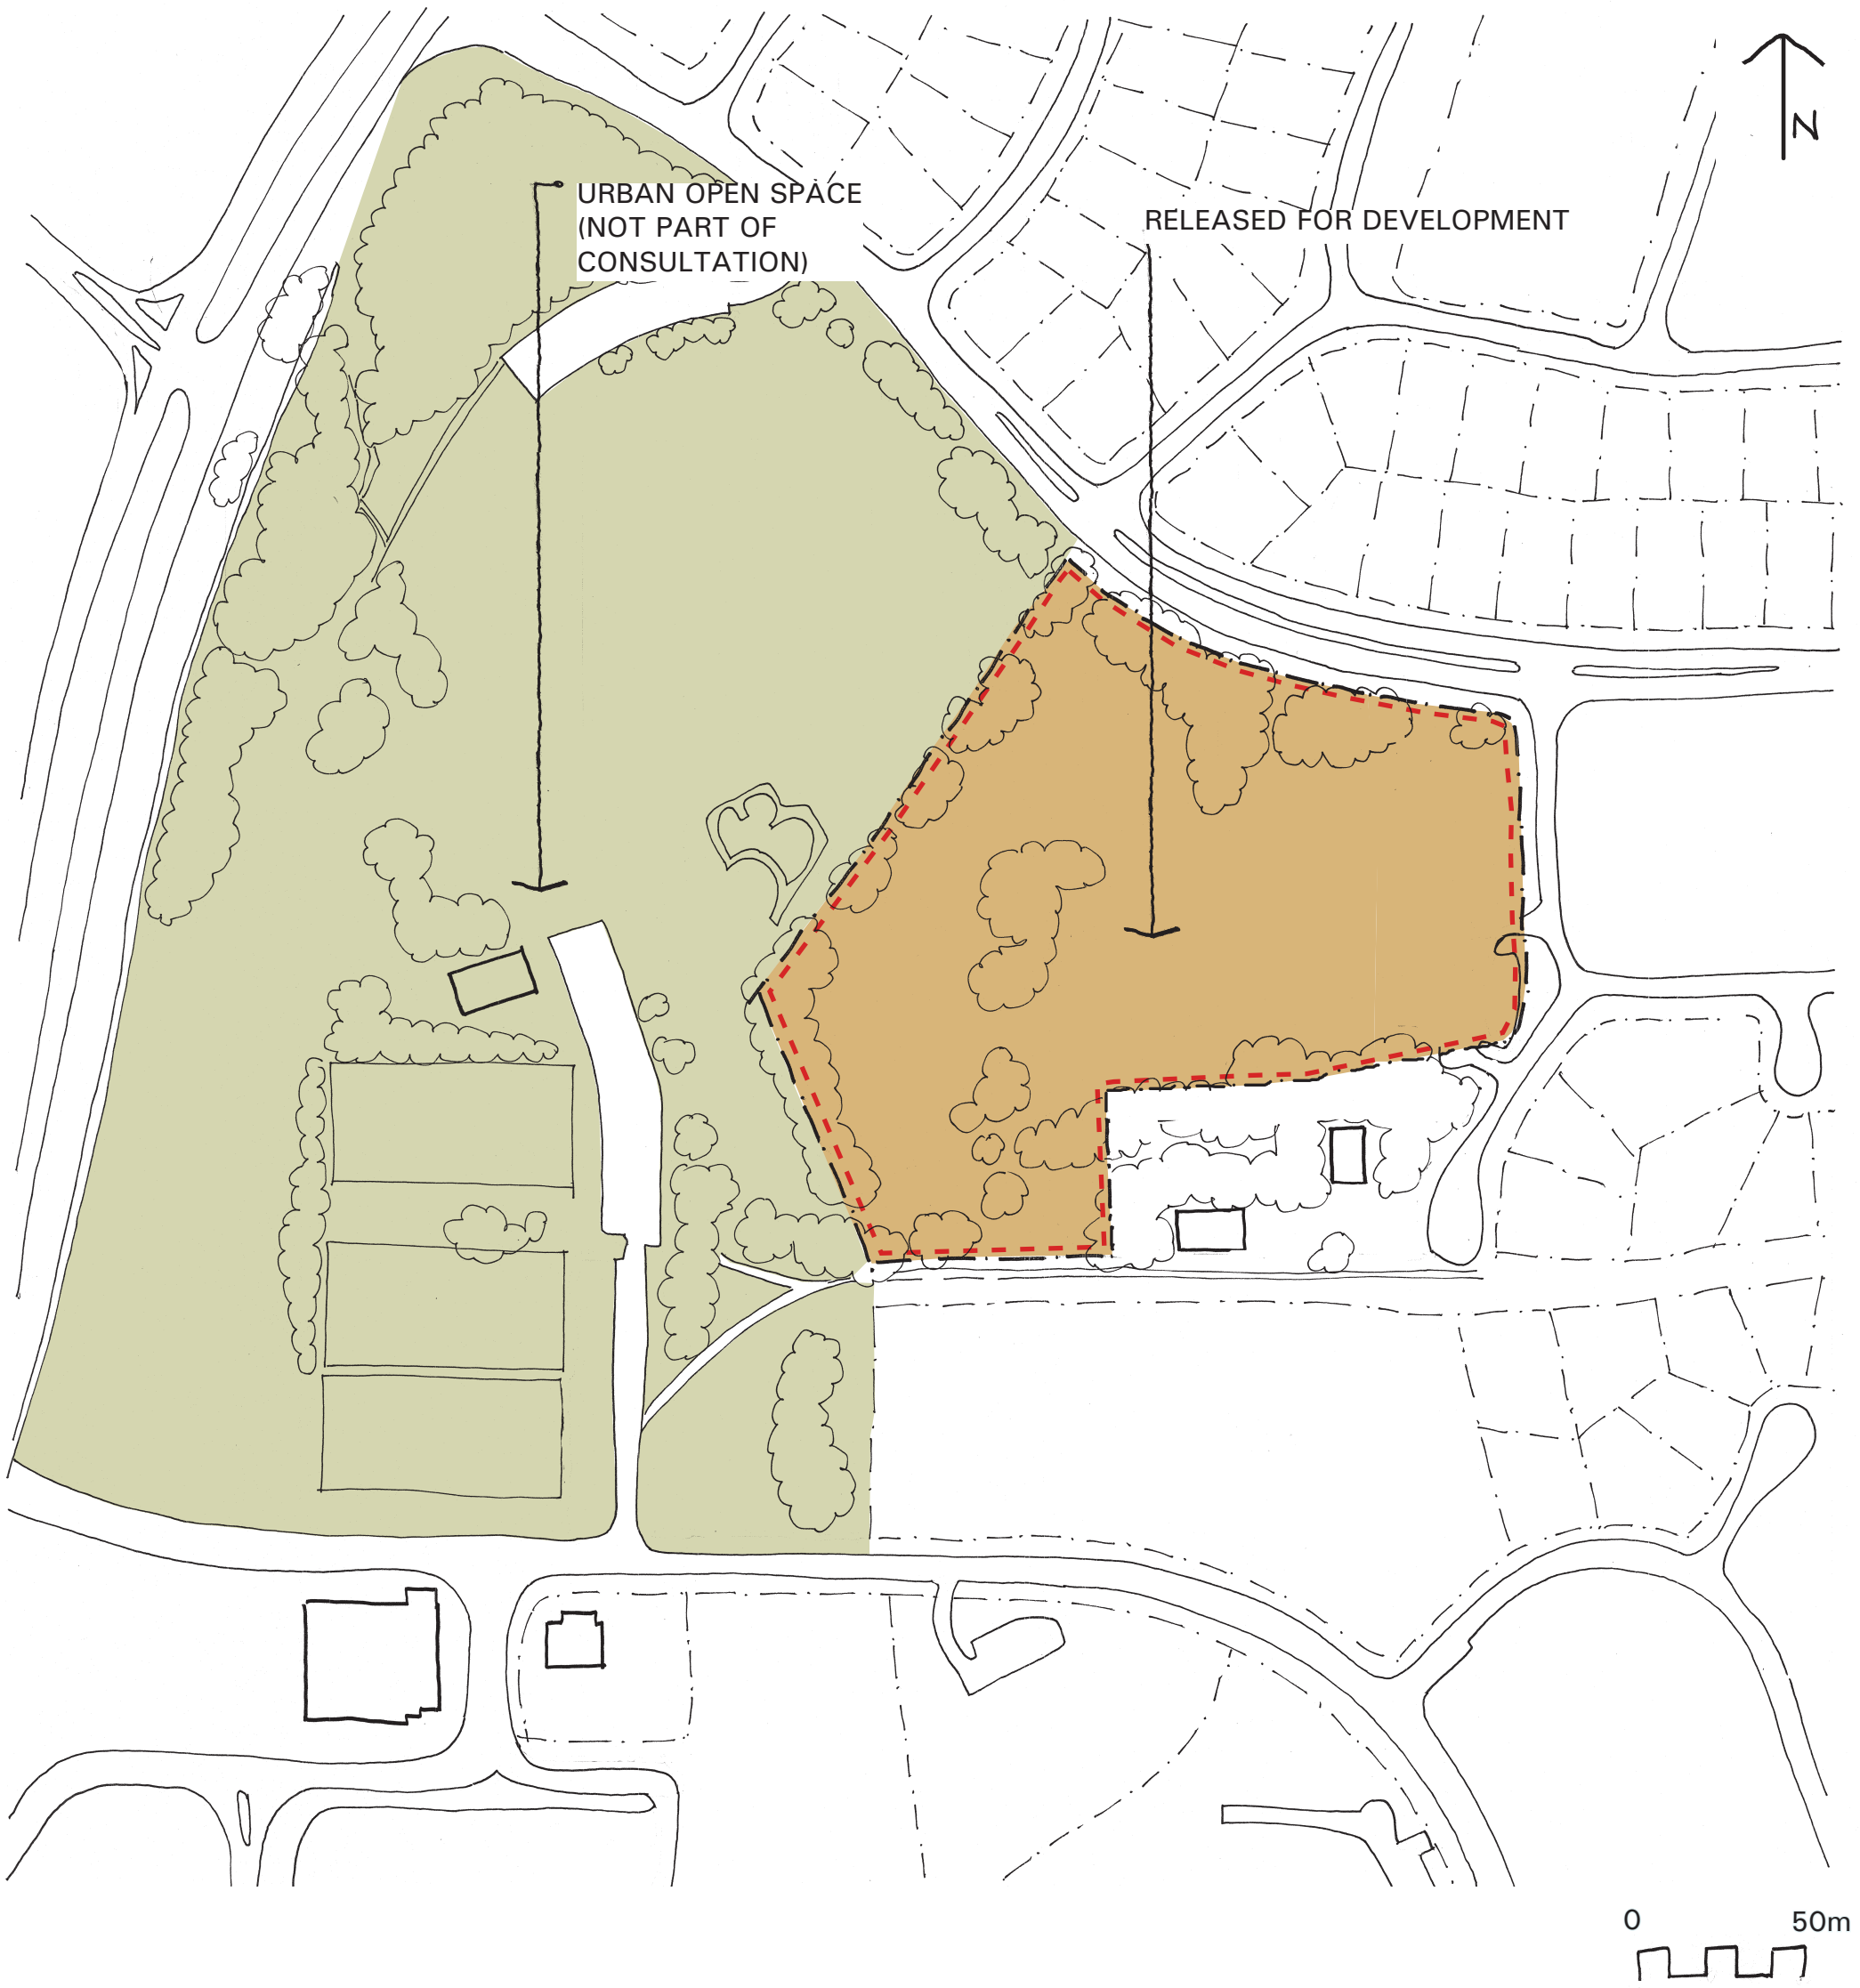 N
URBAN OPEN SPACE
(NOT PART OF
CONSULTATION)
RELEASED FOR DEVELOPMENT
0 50m